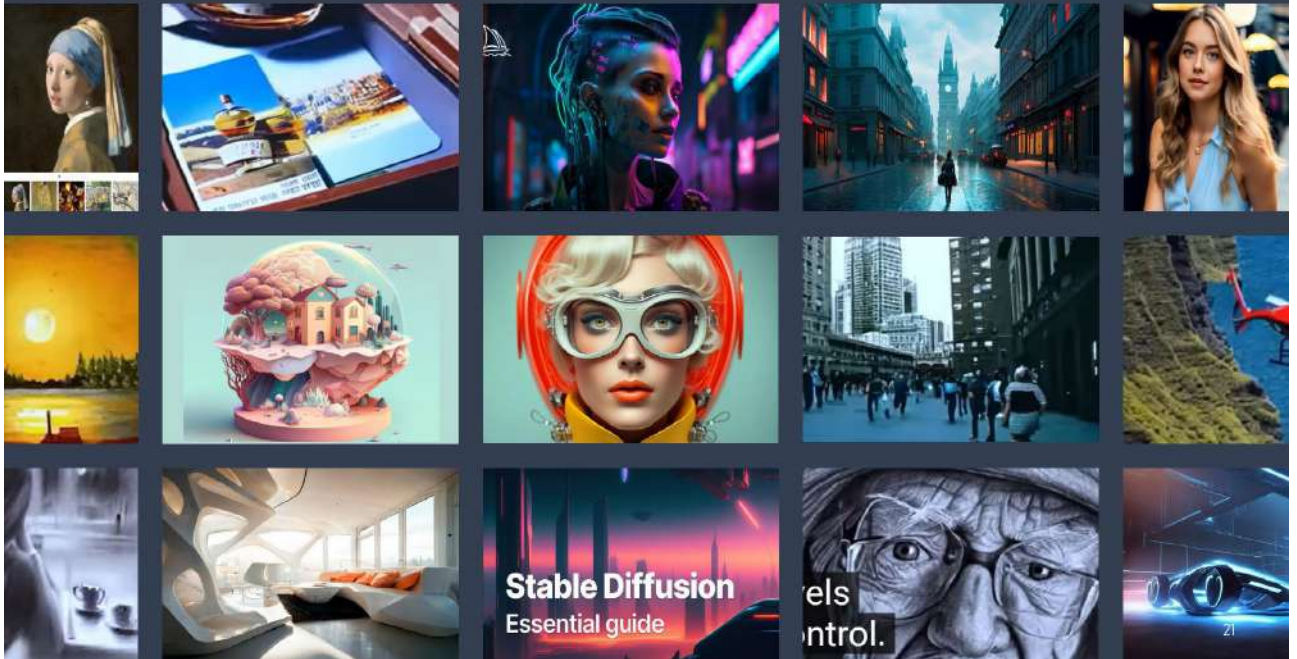 Stable Diffusion
Essential guide
rels
ntrol.
21